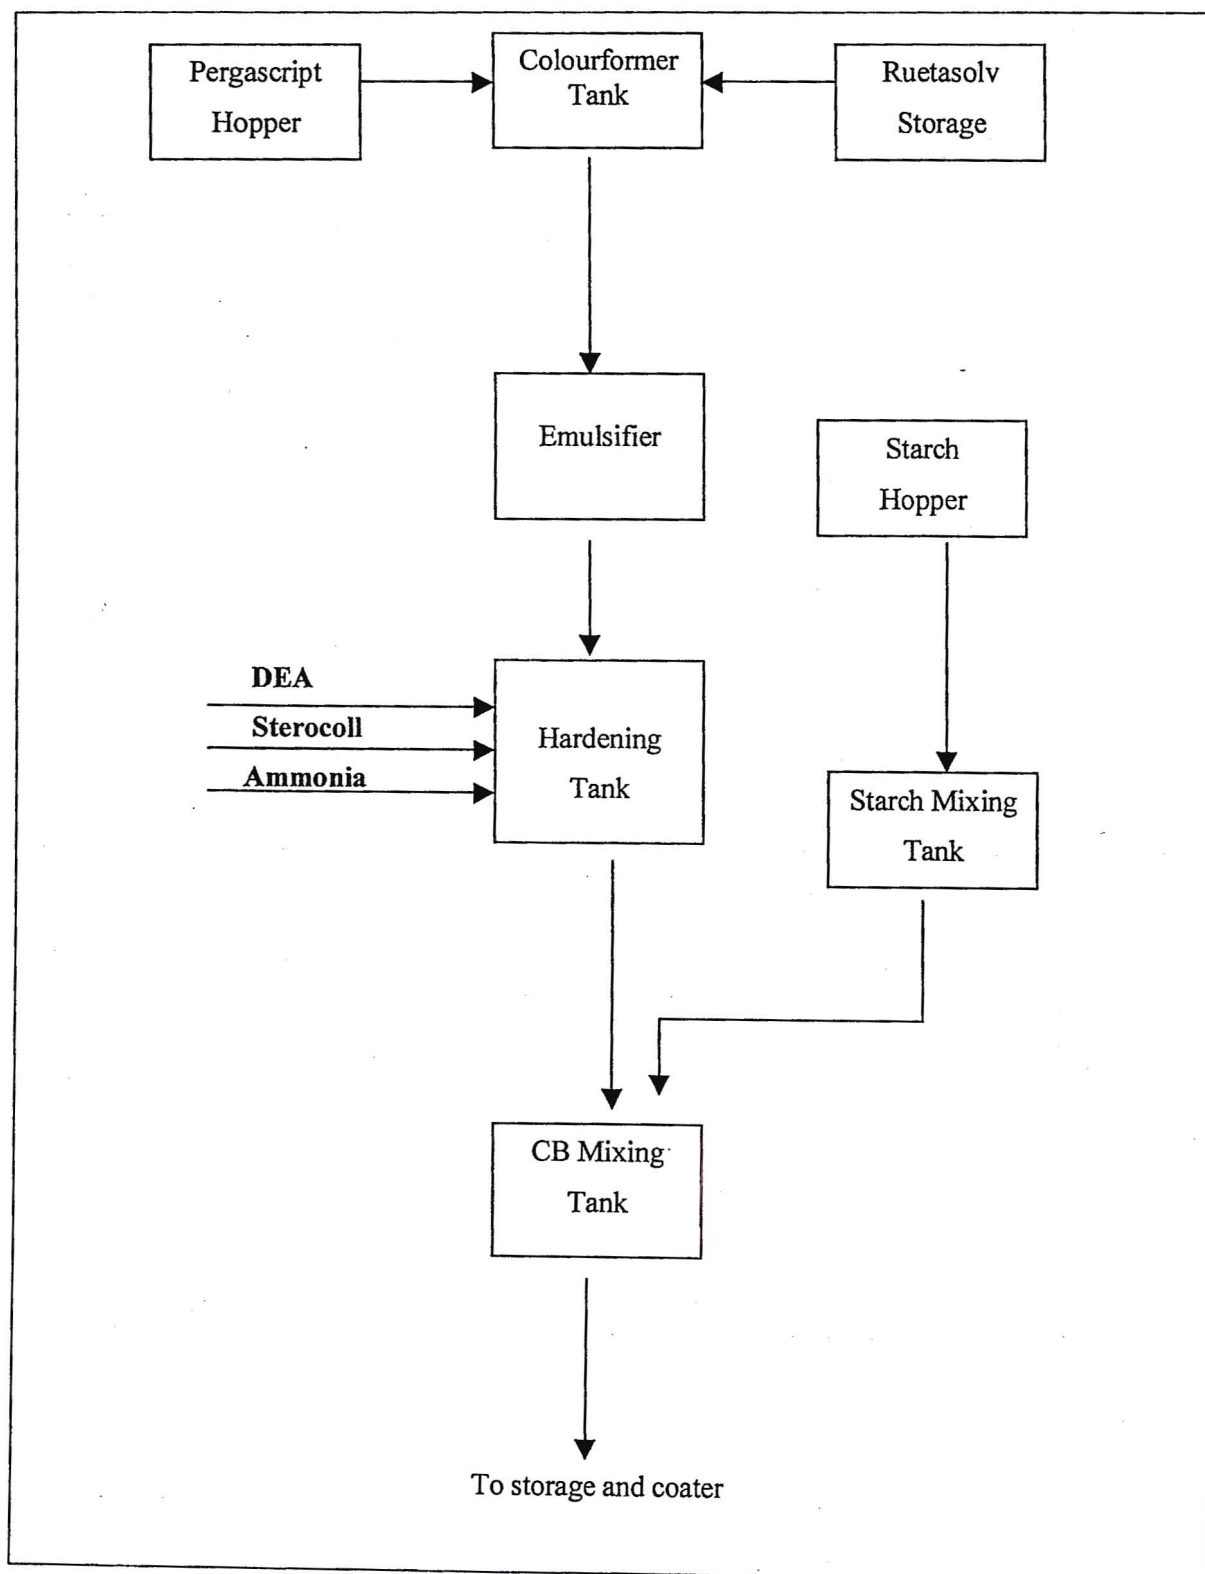 Pergascript
Hopper
Colourformer
Tank
Ruetasolv
Storage
Emulsifier
Starch
Hopper
DEA
Sterocoll
Ammonia
Hardening
Tank
Starch Mixing
Tank
CB Mixing
Tank
To storage and coater